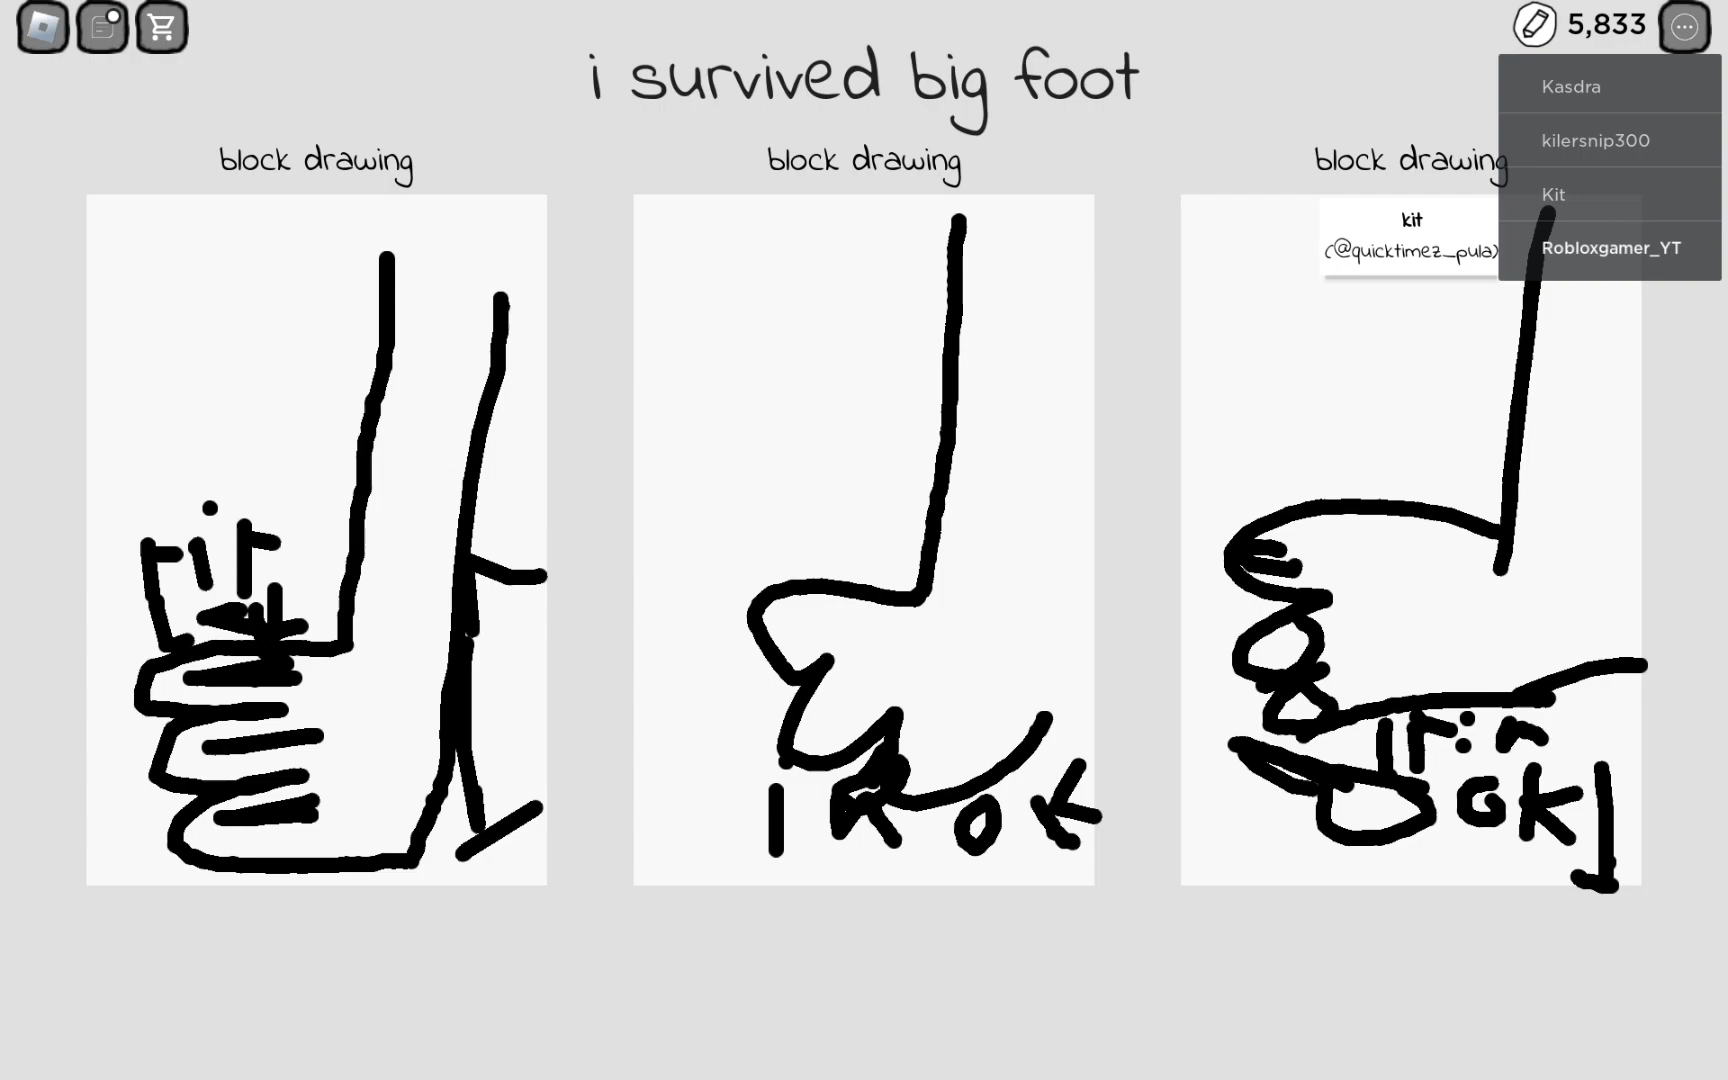 5,833
i survived big foot
Kasdra
kilersnip300
Kit
Robloxgamer_YT
block drawing
block drawing
block drawing
kit
(@quicktimez_pula)
ok
ok